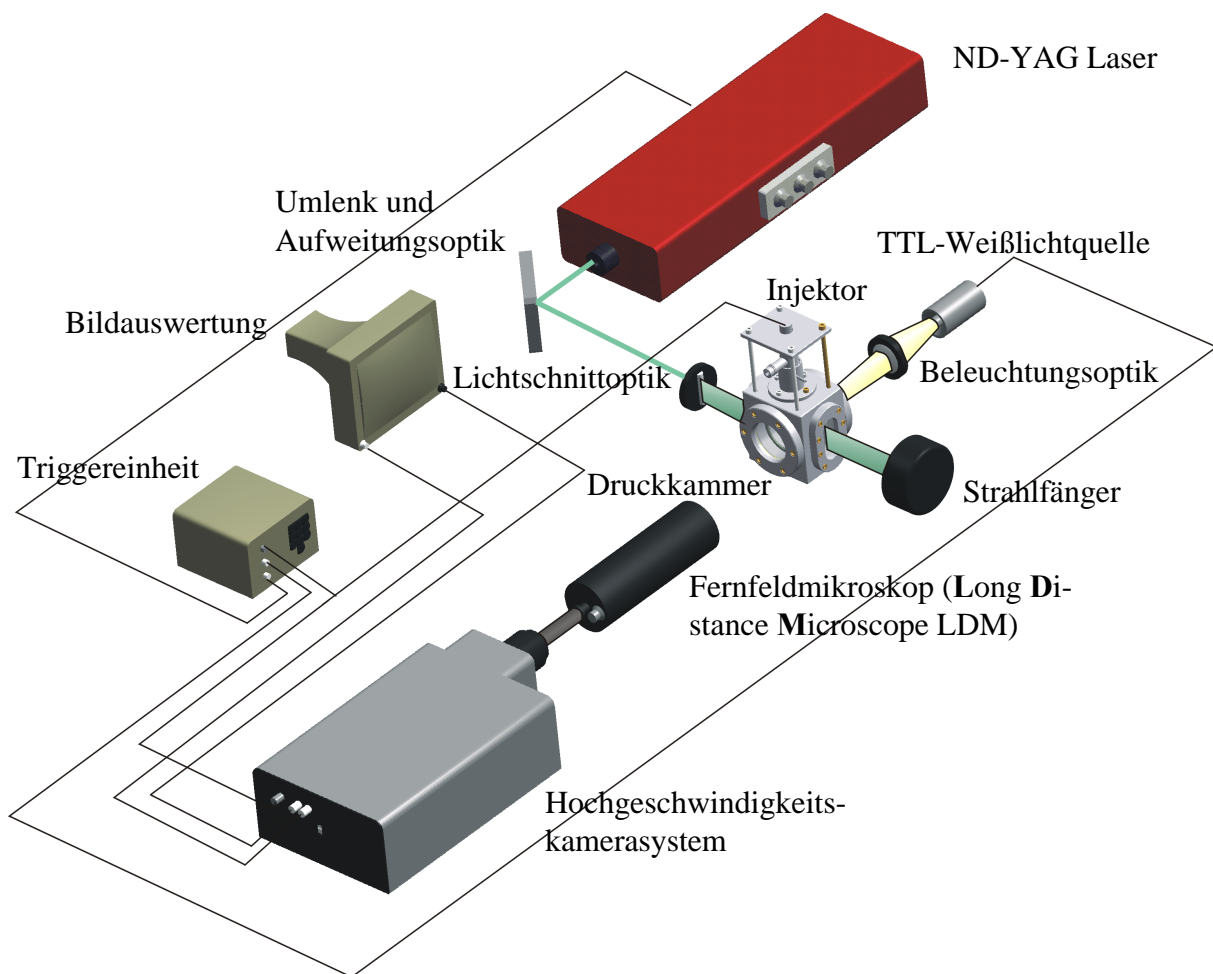 ND-YAG Laser
Umlenk und
Aufweitungsoptik
TTL-Weißlichtquelle
Injektor
Bildauswertung
Lichtschnittoptik
Beleuchtungsoptik
Triggereinheit
Druckkammer
Strahlfänger
Fernfeldmikroskop (Long Di-
stance Microscope LDM)
Hochgeschwindigkeits-
kamerasystem